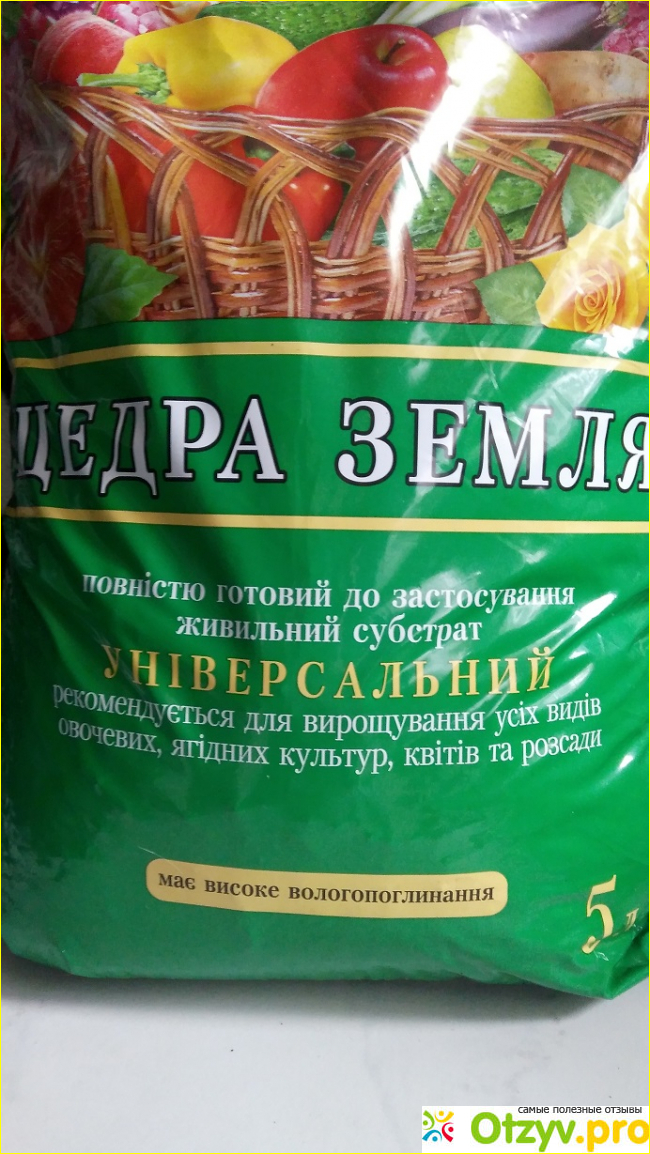 ЩЕДРА ЗЕМЛЯ
повністю готовий до застосування
живильний субстрат
УНІВЕРСАЛЬНИЙ
рекомендується для вирощування усіх видів
овочевих, ягідних культур, квітів та розсади
має високе вологопоглинання
5 л
самые полезные отзывы
Otzyv.pro